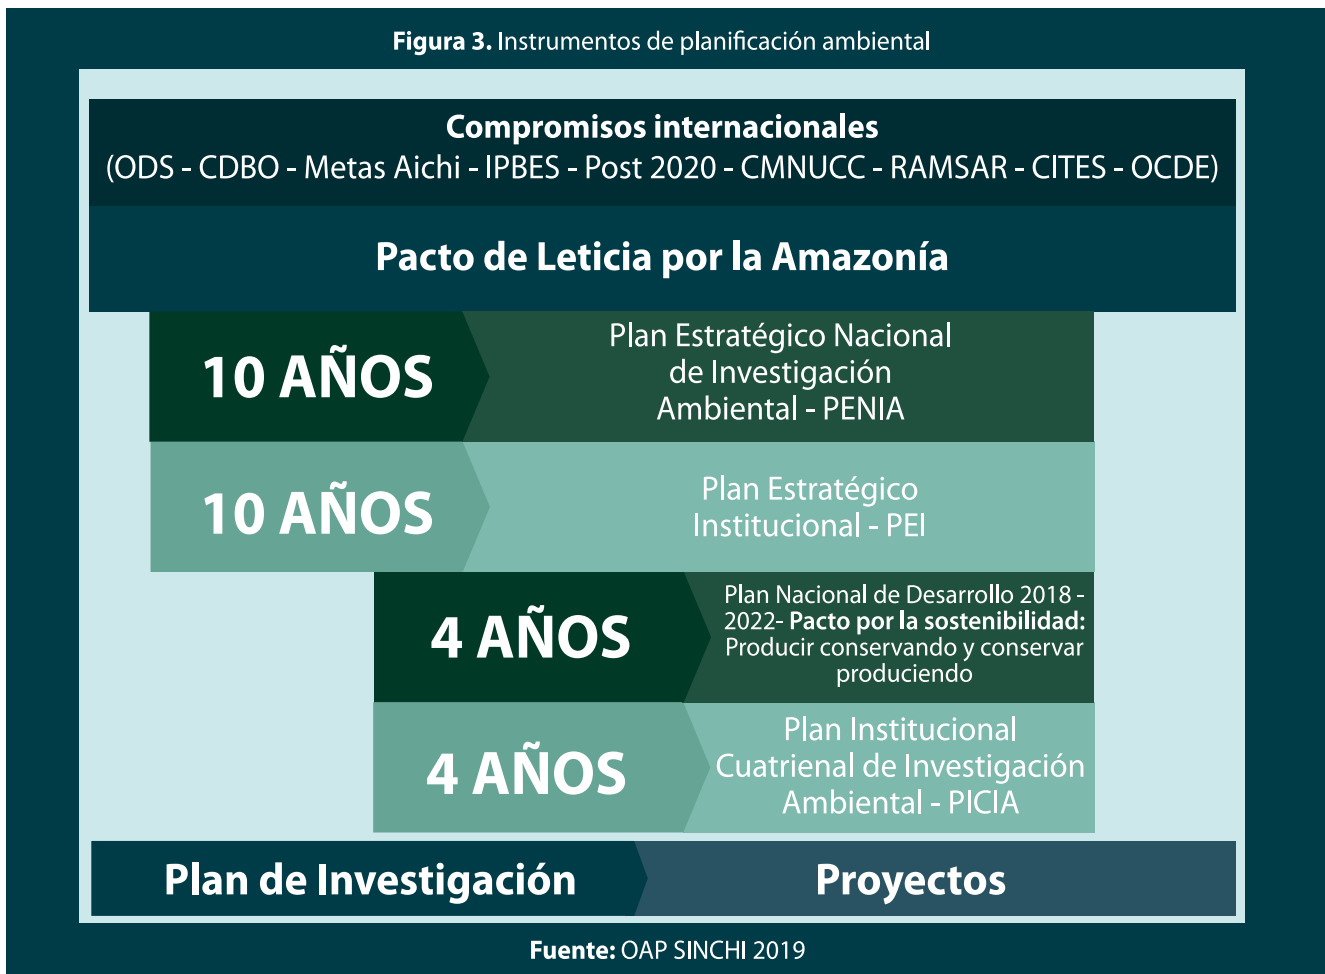 Figura 3. Instrumentos de planificación ambiental
Compromisos internacionales
(ODS - CDBO - Metas Aichi - IPBES - Post 2020 - CMNUCC - RAMSAR - CITES - OCDE)
Pacto de Leticia por la Amazonía
10 AÑOS
Plan Estratégico Nacional
de Investigación
Ambiental - PENIA
10 AÑOS
Plan Estratégico
Institucional - PEI
4 AÑOS
Plan Nacional de Desarrollo 2018 -
2022- Pacto por la sostenibilidad:
Producir conservando y conservar
produciendo
4 AÑOS
Plan Institucional
Cuatrienal de Investigación
Ambiental - PICIA
Plan de Investigación
Proyectos
Fuente: OAP SINCHI 2019